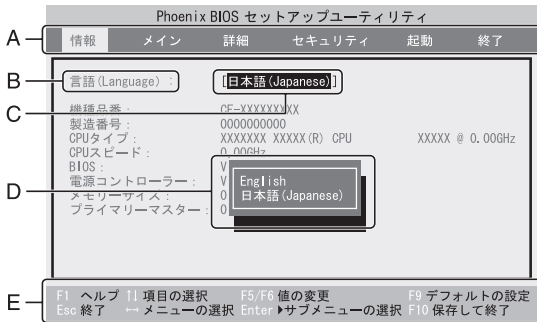 Phoenix BIOS セットアップユーティリティ
A
情報 メイン 詳細 セキュリティ 起動 終了
B
言語(Language) : [日本語(Japanese)]
C
機種品番 : CF-XXXXXXXX
製造番号 : 0000000000
CPUタイプ : XXXXXXX XXXXX(R) CPU XXXXX @ 0.00GHz
CPUスピード : 0.00GHz
BIOS : V
電源コントローラー : V
メモリーサイズ : 0
プライマリーマスター : 0
D
English
日本語(Japanese)
E
F1 ヘルプ ↑↓ 項目の選択 F5/F6 値の変更 F9 デフォルトの設定
Esc 終了 ←→ メニューの選択 Enter ▶サブメニューの選択 F10 保存して終了